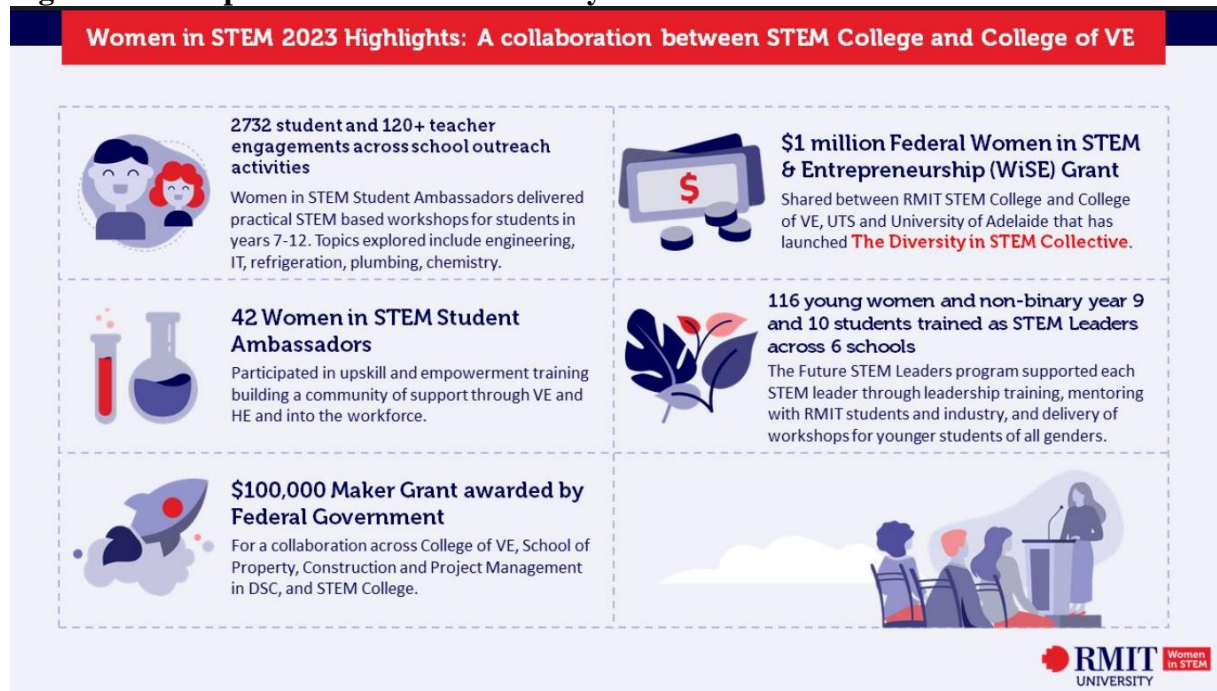 Women in STEM 2023 Highlights: A collaboration between STEM College and College of VE
2732 student and 120+ teacher
engagements across school outreach
activities
Women in STEM Student Ambassadors delivered
practical STEM based workshops for students in
years 7-12. Topics explored include engineering,
IT, refrigeration, plumbing, chemistry.
$
$1 million Federal Women in STEM
& Entrepreneurship (WiSE) Grant
Shared between RMIT STEM College and College
of VE, UTS and University of Adelaide that has
launched The Diversity in STEM Collective.
42 Women in STEM Student
Ambassadors
Participated in upskill and empowerment training
building a community of support through VE and
HE and into the workforce.
116 young women and non-binary year 9
and 10 students trained as STEM Leaders
across 6 schools
The Future STEM Leaders program supported each
STEM leader through leadership training, mentoring
with RMIT students and industry, and delivery of
workshops for younger students of all genders.
$100,000 Maker Grant awarded by
Federal Government
For a collaboration across College of VE, School of
Property, Construction and Project Management
in DSC, and STEM College.
RMIT
UNIVERSITY
Women
in STEM